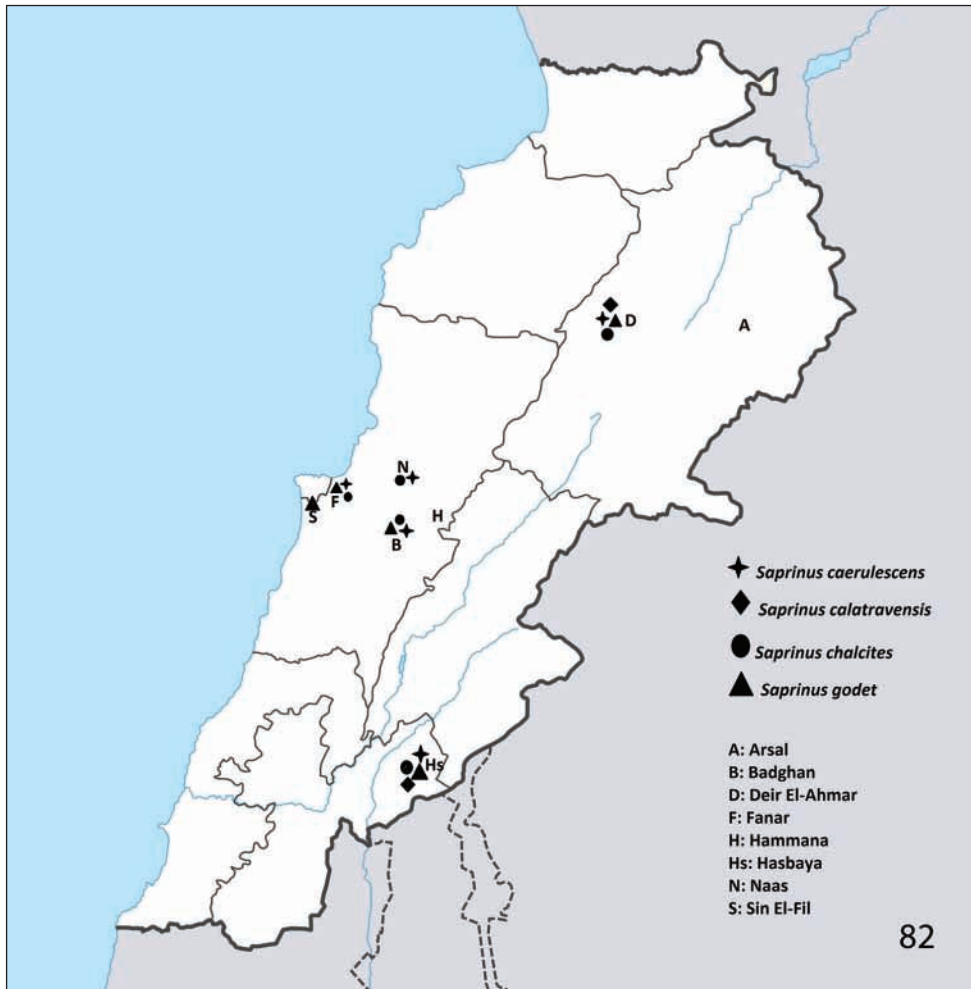 D
A
N
F
S
H
B
Saprinus caerulescens
Saprinus calatravensis
Saprinus chalcites
Saprinus godet
Hs
A: Arsal
B: Badghan
D: Deir El-Ahmar
F: Fanar
H: Hammana
Hs: Hasbaya
N: Naas
S: Sin El-Fil
82